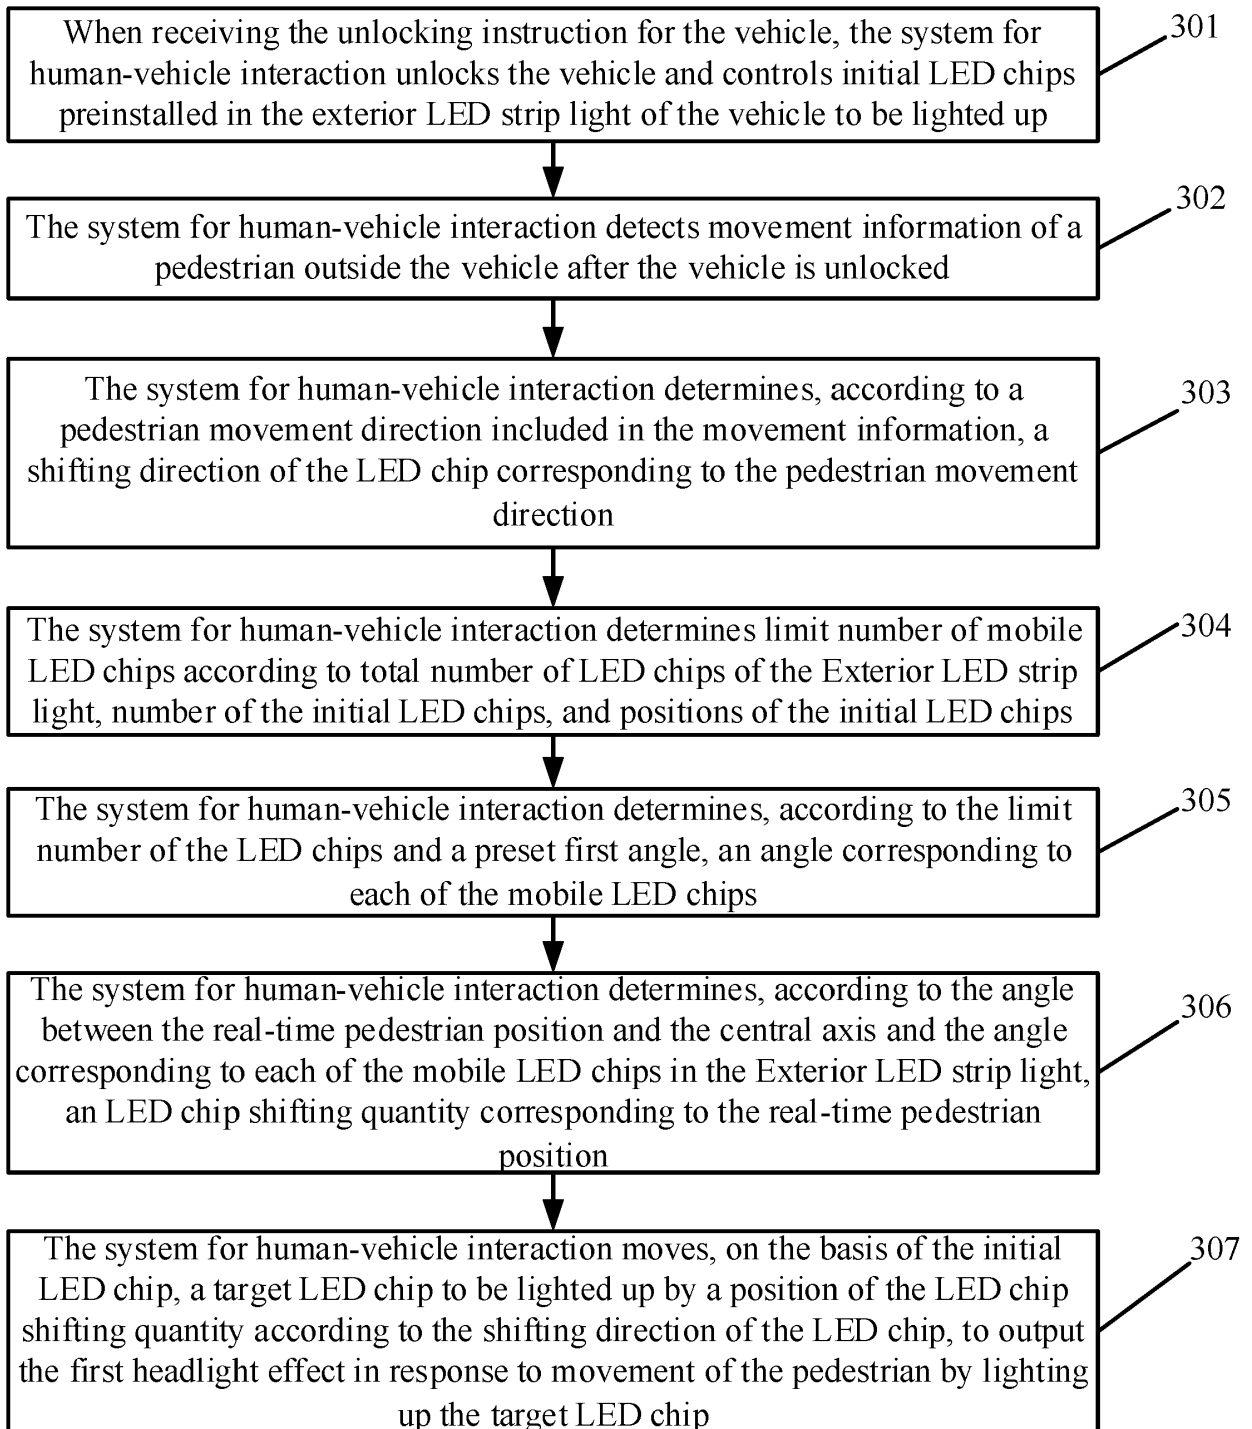 When receiving the unlocking instruction for the vehicle, the system for
human-vehicle interaction unlocks the vehicle and controls initial LED chips
preinstalled in the exterior LED strip light of the vehicle to be lighted up
301
The system for human-vehicle interaction detects movement information of a
pedestrian outside the vehicle after the vehicle is unlocked
302
The system for human-vehicle interaction determines, according to a
pedestrian movement direction included in the movement information, a
shifting direction of the LED chip corresponding to the pedestrian movement
direction
303
The system for human-vehicle interaction determines limit number of mobile
LED chips according to total number of LED chips of the Exterior LED strip
light, number of the initial LED chips, and positions of the initial LED chips
304
The system for human-vehicle interaction determines, according to the limit
number of the LED chips and a preset first angle, an angle corresponding to
each of the mobile LED chips
305
The system for human-vehicle interaction determines, according to the angle
between the real-time pedestrian position and the central axis and the angle
corresponding to each of the mobile LED chips in the Exterior LED strip light,
an LED chip shifting quantity corresponding to the real-time pedestrian
position
306
The system for human-vehicle interaction moves, on the basis of the initial
LED chip, a target LED chip to be lighted up by a position of the LED chip
shifting quantity according to the shifting direction of the LED chip, to output
the first headlight effect in response to movement of the pedestrian by lighting
up the target LED chip
307